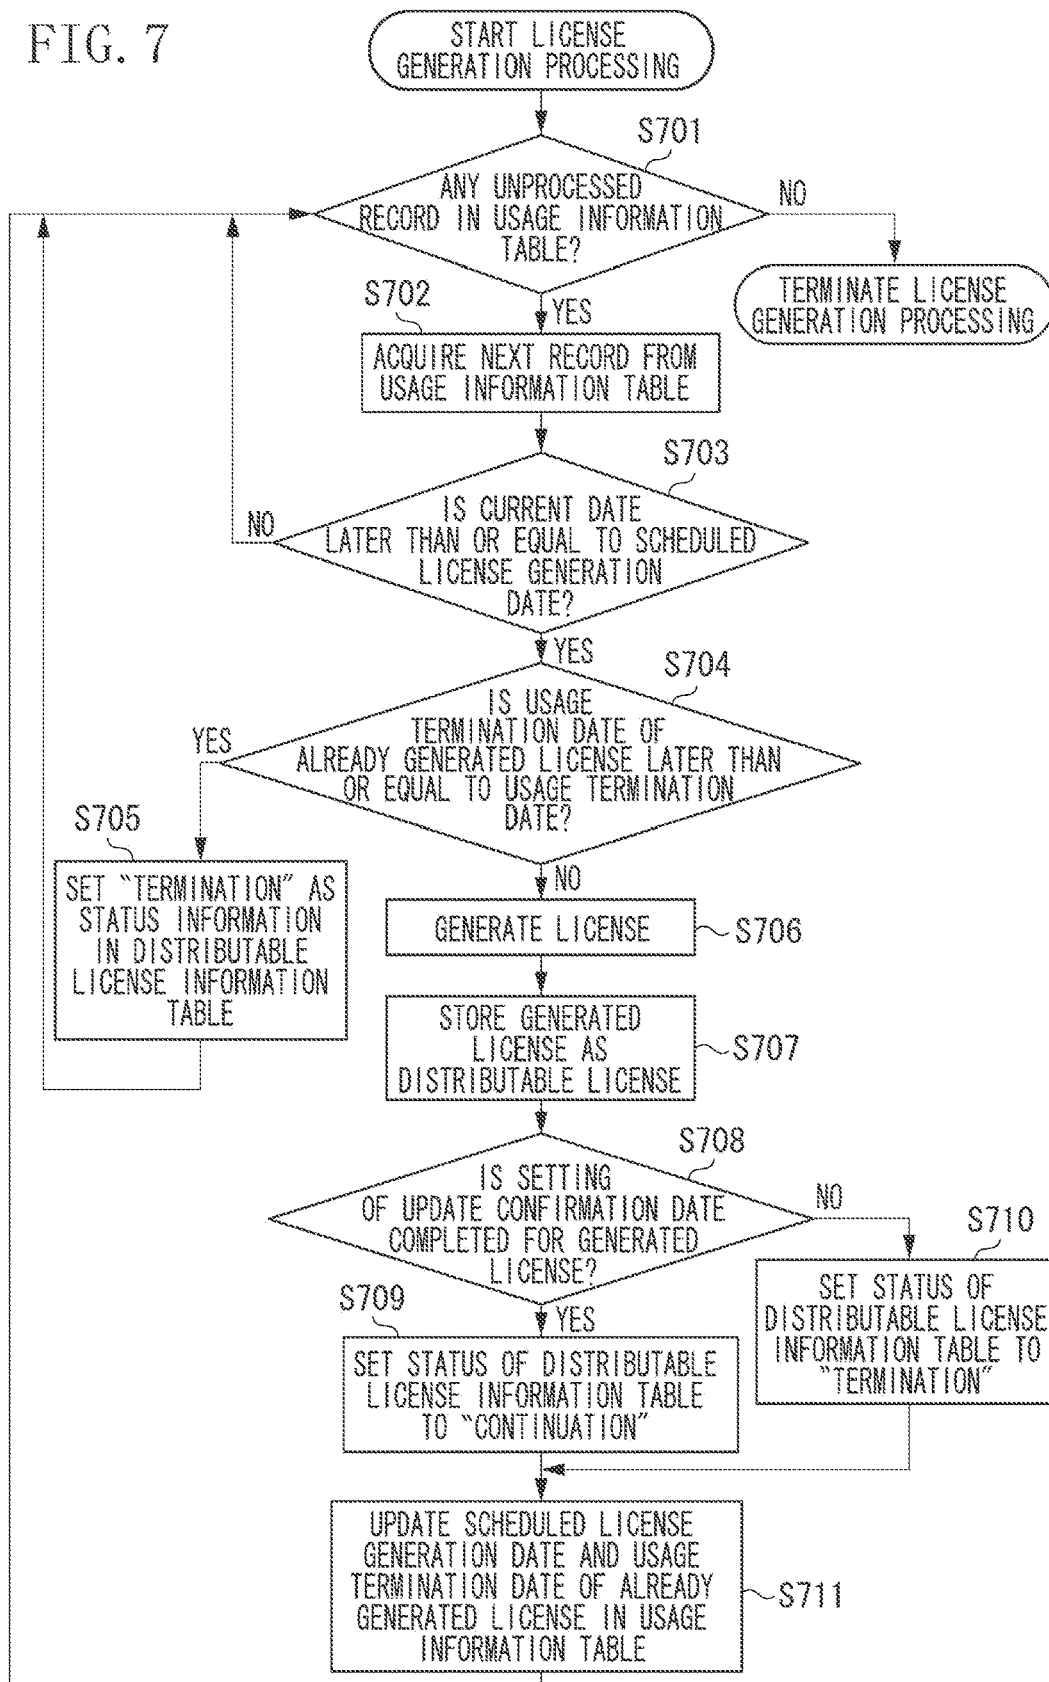 FIG. 7
START LICENSE
GENERATION PROCESSING
S701
ANY UNPROCESSED
RECORD IN USAGE INFORMATION
TABLE?
NO
TERMINATE LICENSE
GENERATION PROCESSING
YES
S702
ACQUIRE NEXT RECORD FROM
USAGE INFORMATION TABLE
S703
IS CURRENT DATE
LATER THAN OR EQUAL TO SCHEDULED
LICENSE GENERATION
DATE?
NO
YES
S704
IS USAGE
TERMINATION DATE OF
ALREADY GENERATED LICENSE LATER THAN
OR EQUAL TO USAGE TERMINATION
DATE?
YES
S705
SET "TERMINATION" AS
STATUS INFORMATION
IN DISTRIBUTABLE
LICENSE INFORMATION
TABLE
NO
GENERATE LICENSE
S706
STORE GENERATED
LICENSE AS
DISTRIBUTABLE LICENSE
S707
S708
IS SETTING
OF UPDATE CONFIRMATION DATE
COMPLETED FOR GENERATED
LICENSE?
NO
S710
SET STATUS OF
DISTRIBUTABLE LICENSE
INFORMATION TABLE TO
"TERMINATION"
YES
S709
SET STATUS OF DISTRIBUTABLE
LICENSE INFORMATION TABLE
TO "CONTINUATION"
UPDATE SCHEDULED LICENSE
GENERATION DATE AND USAGE
TERMINATION DATE OF ALREADY
GENERATED LICENSE IN USAGE
INFORMATION TABLE
S711